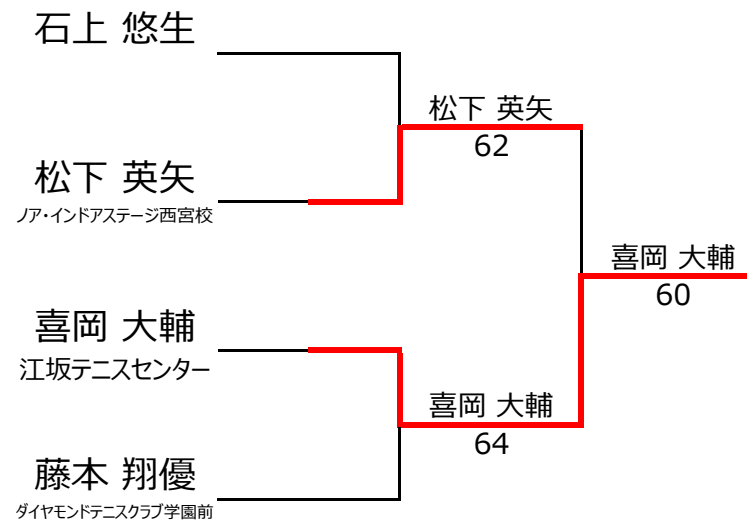 石上 悠生
松下 英矢
62
松下 英矢
ノア・インドアステージ西宮校
喜岡 大輔
60
喜岡 大輔
江坂テニスセンター
喜岡 大輔
64
藤本 翔優
ダイヤモンドテニスクラブ学園前